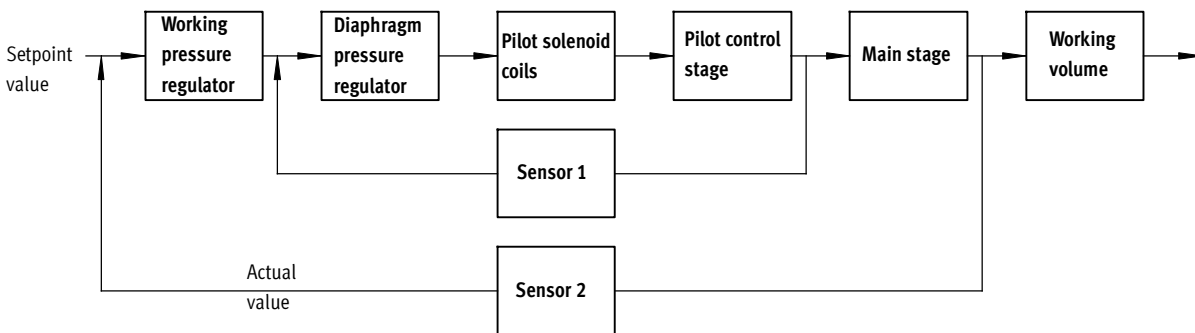 Setpoint
value
Working
pressure
regulator
Diaphragm
pressure
regulator
Pilot solenoid
coils
Pilot control
stage
Main stage
Working
volume
Sensor 1
Actual
value
Sensor 2